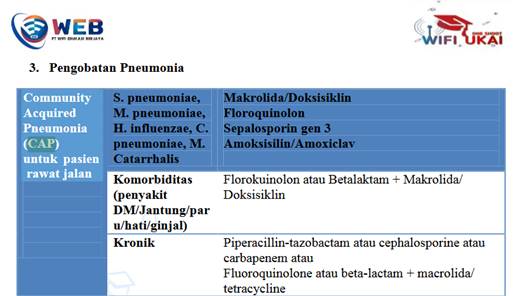 WEB
PT WIFI EDUKASI BERJAYA
WIFI UKAI
3. Pengobatan Pneumonia
Community
Acquired
Pneumonia
(CAP)
untuk pasien
rawat jalan
S. pneumoniae,
M. pneumoniae,
H. influenzae, C.
pneumoniae, M.
Catarrhalis
Makrolida/Doksisiklin
Floroquinolon
Sepalosporin gen 3
Amoksisilin/Amoxiclav
Komorbiditas
(penyakit
DM/Jantung/par
u/hati/ginjal)
Florokuinolon atau Betalaktam + Makrolida/
Doksisiklin
Kronik
Piperacillin-tazobactam atau cephalosporine atau
carbapenem atau
Fluoroquinolone atau beta-lactam + macrolida/
tetracycline